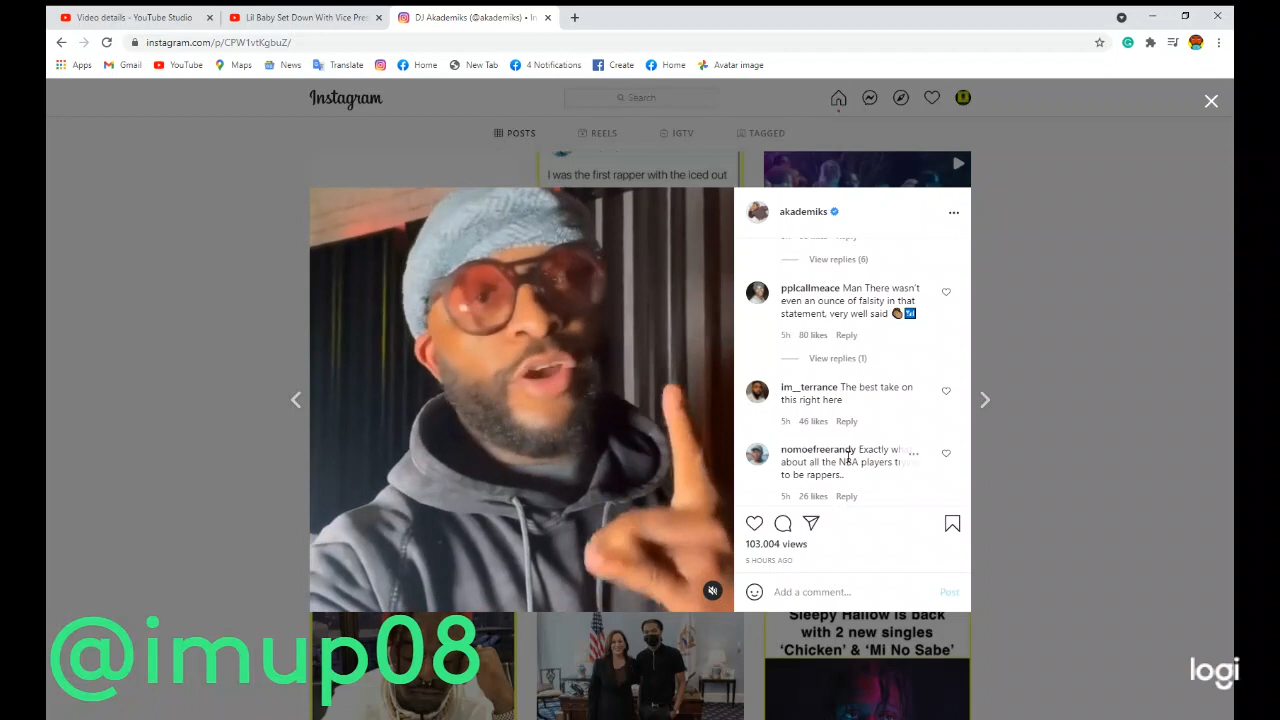 Video details - YouTube Studio
Lil Baby Set Down With Vice Pre
DJ Akademiks (@akademiks) • In
instagram.com/p/CPW1vtKgbuZ/
Apps Gmail YouTube Maps News Translate Home New Tab 4 Notifications Create Home Avatar image
Instagram
Search
POSTS REELS IGTV TAGGED
I was the first rapper with the iced out
akademiks
Reply
View replies (6)
pplcallmeace Man There wasn't
even an ounce of falsity in that
statement, very well said
5h 80 likes Reply
View replies (1)
im__terrance The best take on
this right here
5h 46 likes Reply
nomoefreerandy Exactly
about all the NBA players
to be rappers..
5h 26 likes Reply
103.004 views
5 HOURS AGO
Add a comment... Post
Sleepy Hallow is back
with 2 new singles
'Chicken' & 'Mi No Sabe'
@imup08
logi